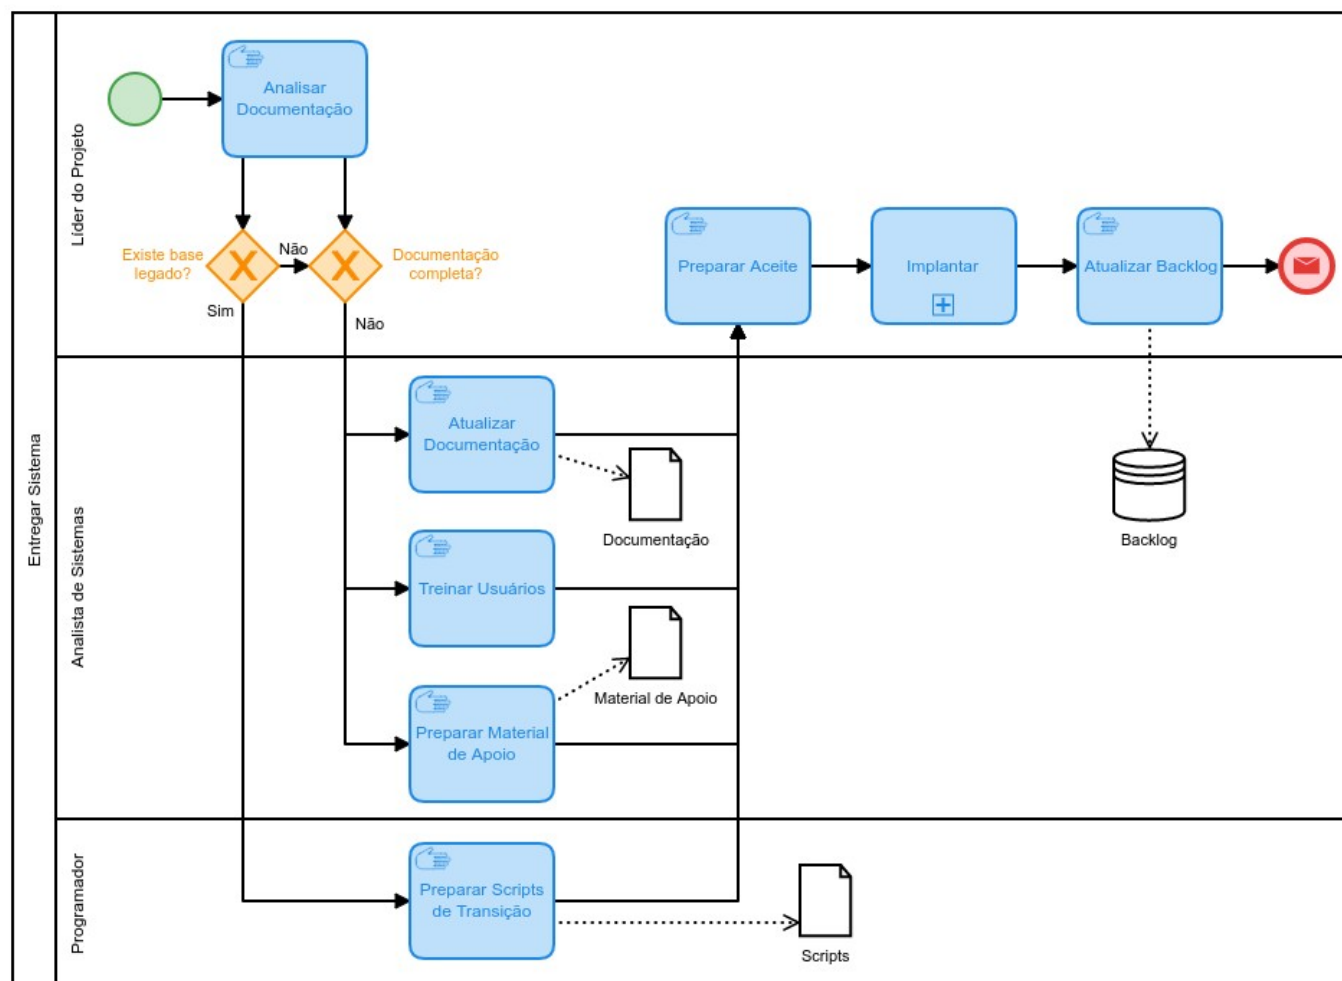 Entregar Sistema
Líder do Projeto
Analisar
Documentação
Existe base
legado?
Não
Documentação
completa?
Sim
Não
Preparar Aceite
Implantar
Atualizar Backlog
Analista de Sistemas
Atualizar
Documentação
Documentação
Backlog
Treinar Usuários
Material de Apoio
Preparar Material
de Apoio
Programador
Preparar Scripts
de Transição
Scripts